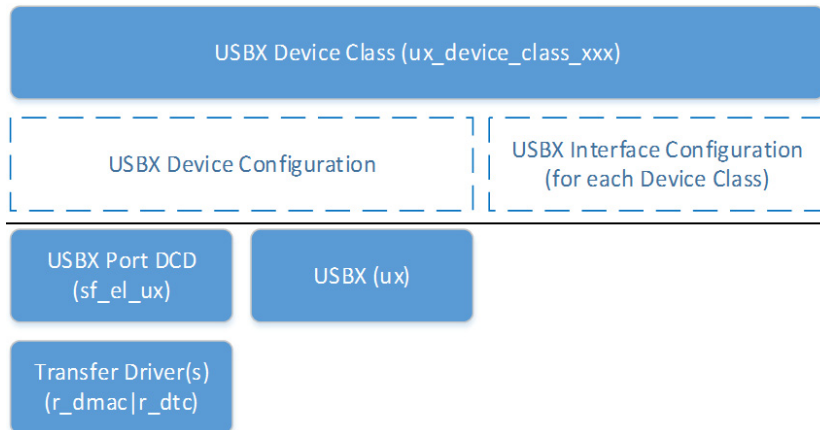 USBX Device Class (ux_device_class_xxx)
USBX Device Configuration
USBX Interface Configuration
(for each Device Class)
USBX Port DCD
(sf_el_ux)
USBX (ux)
Transfer Driver(s)
(r_dmac|r_dtc)